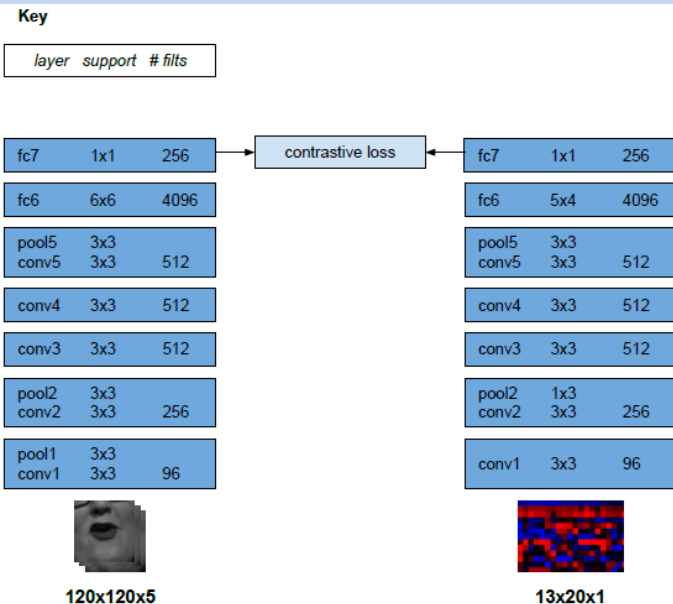 Key
layer support # filts
fc7 1x1 256
contrastive loss
fc7 1x1 256
fc6 6x6 4096
fc6 5x4 4096
pool5 3x3
conv5 3x3 512
pool5 3x3
conv5 3x3 512
conv4 3x3 512
conv4 3x3 512
conv3 3x3 512
conv3 3x3 512
pool2 3x3
conv2 3x3 256
pool2 1x3
conv2 3x3 256
pool1 3x3
conv1 3x3 96
conv1 3x3 96
120x120x5
13x20x1